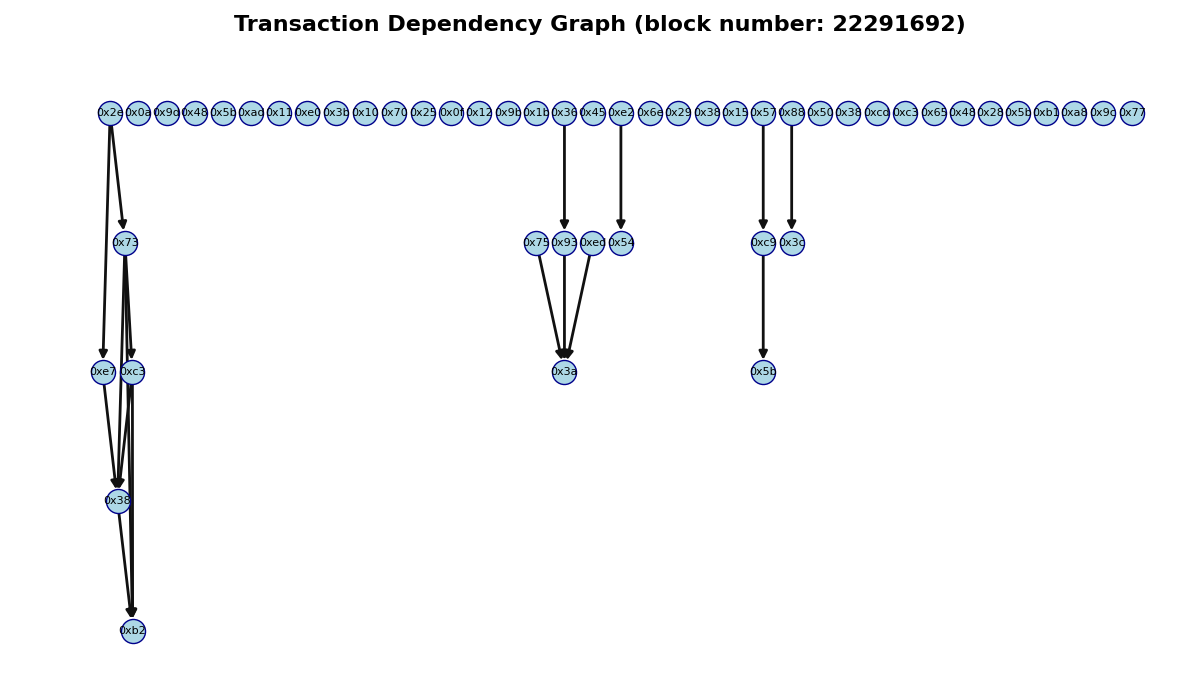 Transaction Dependency Graph (block number: 22291692)
0x2e 0x0a 0x9d 0x48 0x5b 0xad 0x11 0xe0 0x3b 0x10 0x70 0x25 0x0f 0x12 0x9b 0x1b 0x36 0x45 0xe2 0x6e 0x29 0x38 0x15 0x57 0x88 0x50 0x38 0xcd 0xc3 0x65 0x48 0x28 0x5b 0xb1 0xa8 0x9c 0x77
0x73 0x75 0x93 0xed 0x54 0xc9 0x3c
0xe7 0xc3 0x3a 0x5b
0x38
0xb2